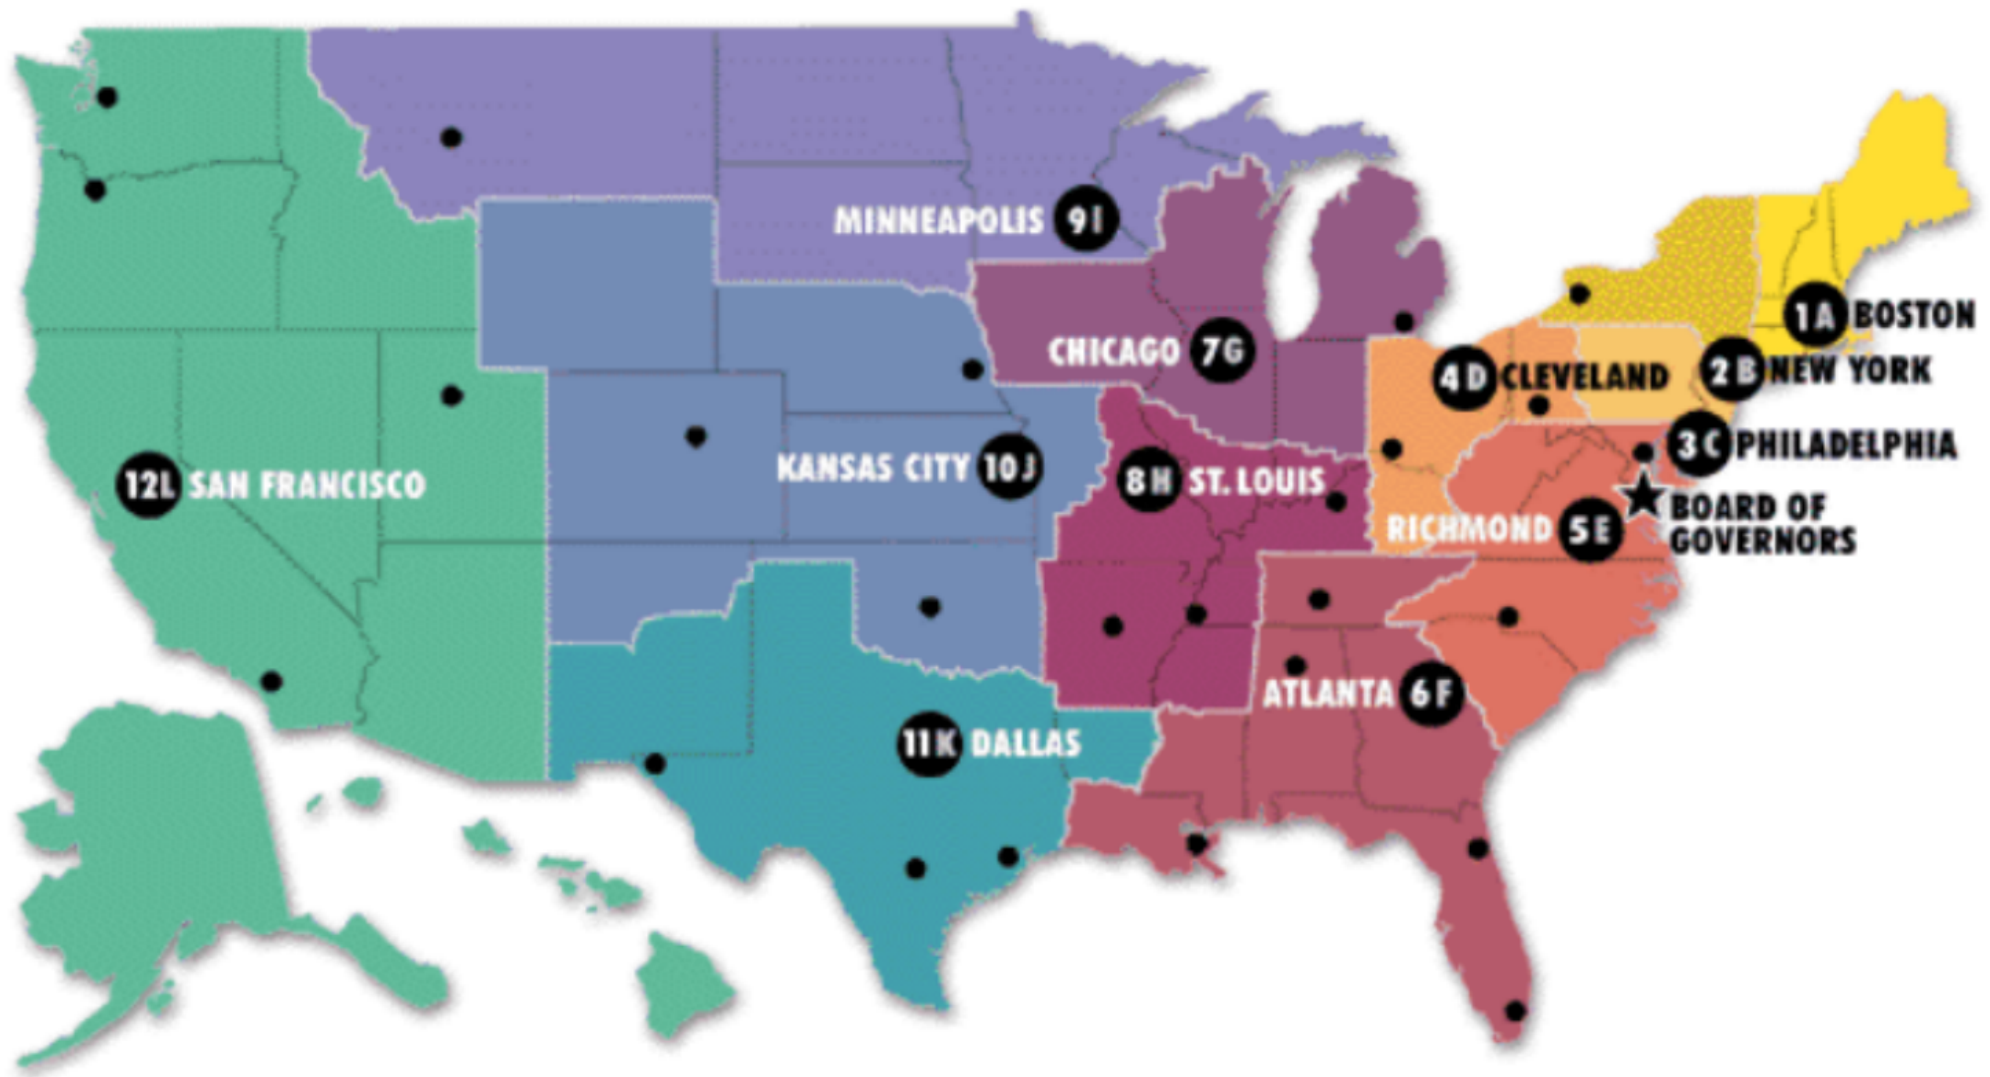 MINNEAPOLIS 9I
1A BOSTON
CHICAGO 7G
4D CLEVELAND
2B NEW YORK
3C PHILADELPHIA
KANSAS CITY 10J
12L SAN FRANCISCO
8H ST. LOUIS
RICHMOND 5E
BOARD OF
GOVERNORS
ATLANTA 6F
11K DALLAS